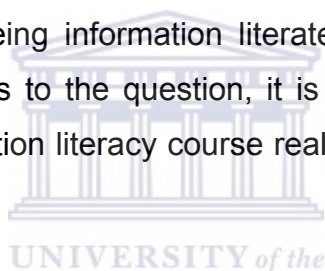 eing information literate
s to the question, it is
tion literacy course real
UNIVERSITY of the